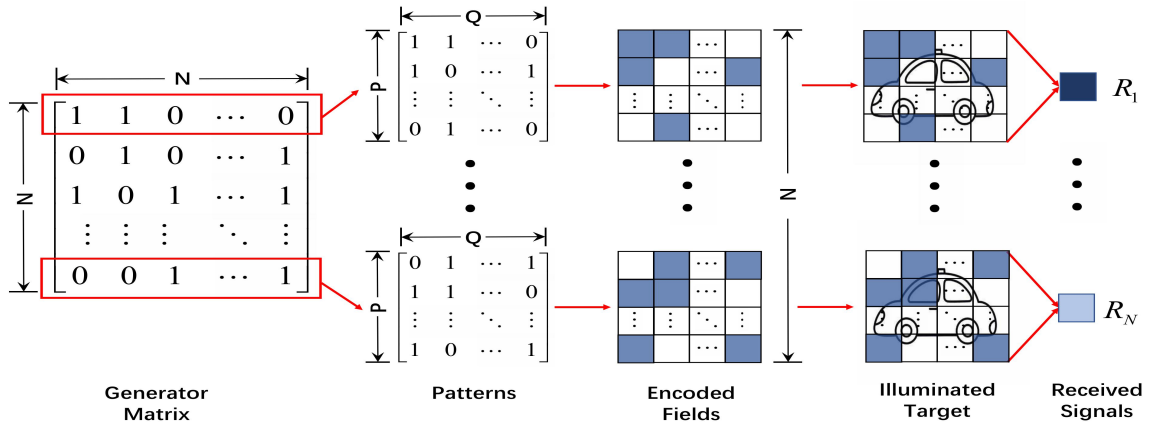 Q
1 1 ⋯ 0
1 0 ⋯ 1
⋮ ⋮ ⋱ ⋮
0 1 ⋯ 0
P
⋯
⋮ ⋮ ⋱ ⋮
⋯
⋯
⋯
⋮ ⋮ ⋱ ⋮
⋯
R₁
N
1 1 0 ⋯ 0
0 1 0 ⋯ 1
1 0 1 ⋯ 1
⋮ ⋮ ⋮ ⋱ ⋮
0 0 1 ⋯ 1
N
N
Q
0 1 ⋯ 1
1 1 ⋯ 0
⋮ ⋮ ⋱ ⋮
1 0 ⋯ 1
P
⋯
⋯
⋮ ⋮ ⋱ ⋮
⋯
⋯
⋯
⋮ ⋮ ⋱ ⋮
⋯
R_N
Generator
Matrix
Patterns
Encoded
Fields
Illuminated
Target
Received
Signals